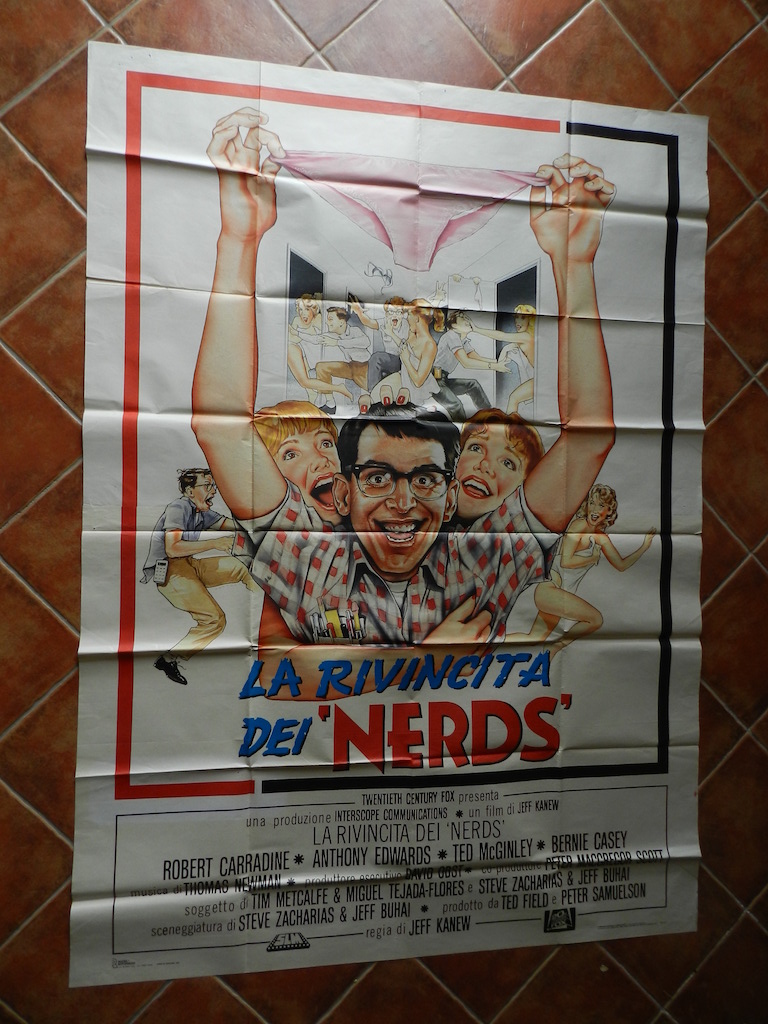 LA RIVINCITA
DEI 'NERDS'
TWENTIETH CENTURY FOX presenta
una produzione INTERSCOPE COMMUNICATIONS * un film di JEFF KANEW
LA RIVINCITA DEI 'NERDS'
ROBERT CARRADINE * ANTHONY EDWARDS * TED McGINLEY * BERNIE CASEY
musica di THOMAS NEWMAN * produttore esecutivo DAVID OBST * co-produttore PETER MACGREGOR SCOTT
soggetto di TIM METCALFE & MIGUEL TEJADA-FLORES e STEVE ZACHARIAS & JEFF BUHAI
sceneggiatura di STEVE ZACHARIAS & JEFF BUHAI * prodotto da TED FIELD e PETER SAMUELSON
regia di JEFF KANEW